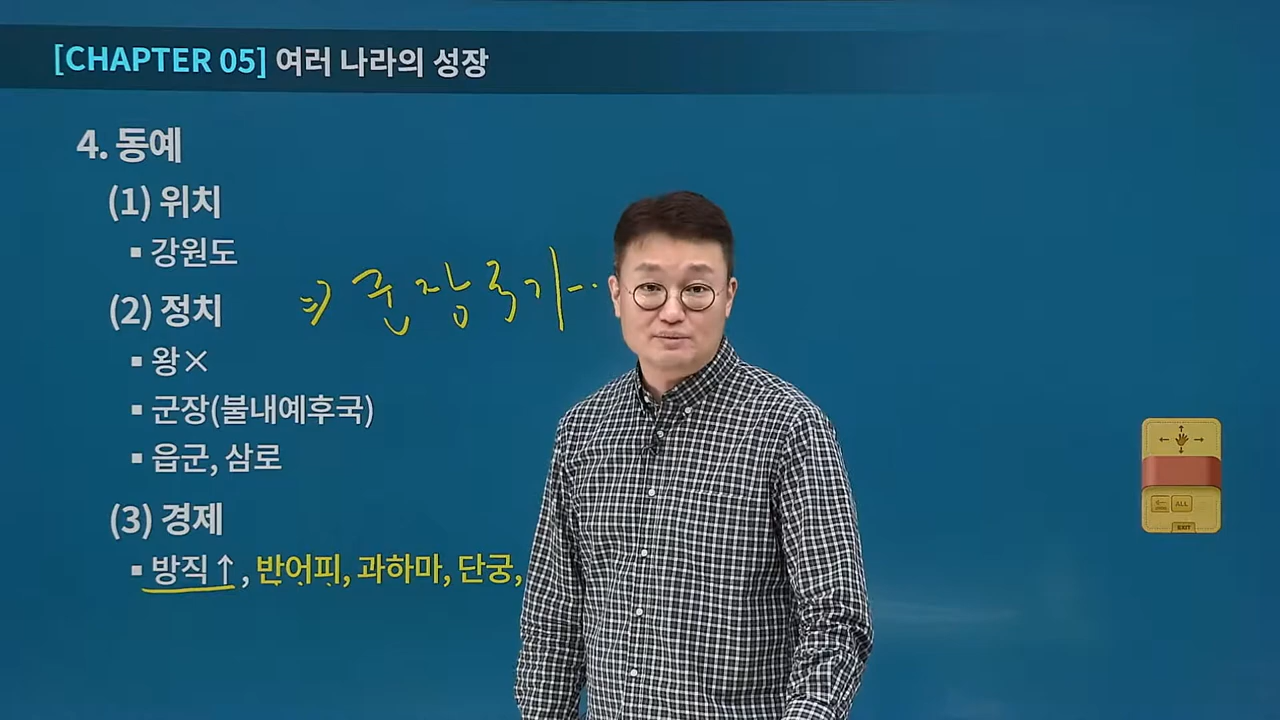 [CHAPTER 05] 여러 나라의 성장
4. 동예
(1) 위치
▪ 강원도
⇒ 군장국가
(2) 정치
▪ 왕×
▪ 군장(불내예후국)
▪ 읍군, 삼로
(3) 경제
▪ 방직↑, 반어피, 과하마, 단궁,
ALL
EXIT